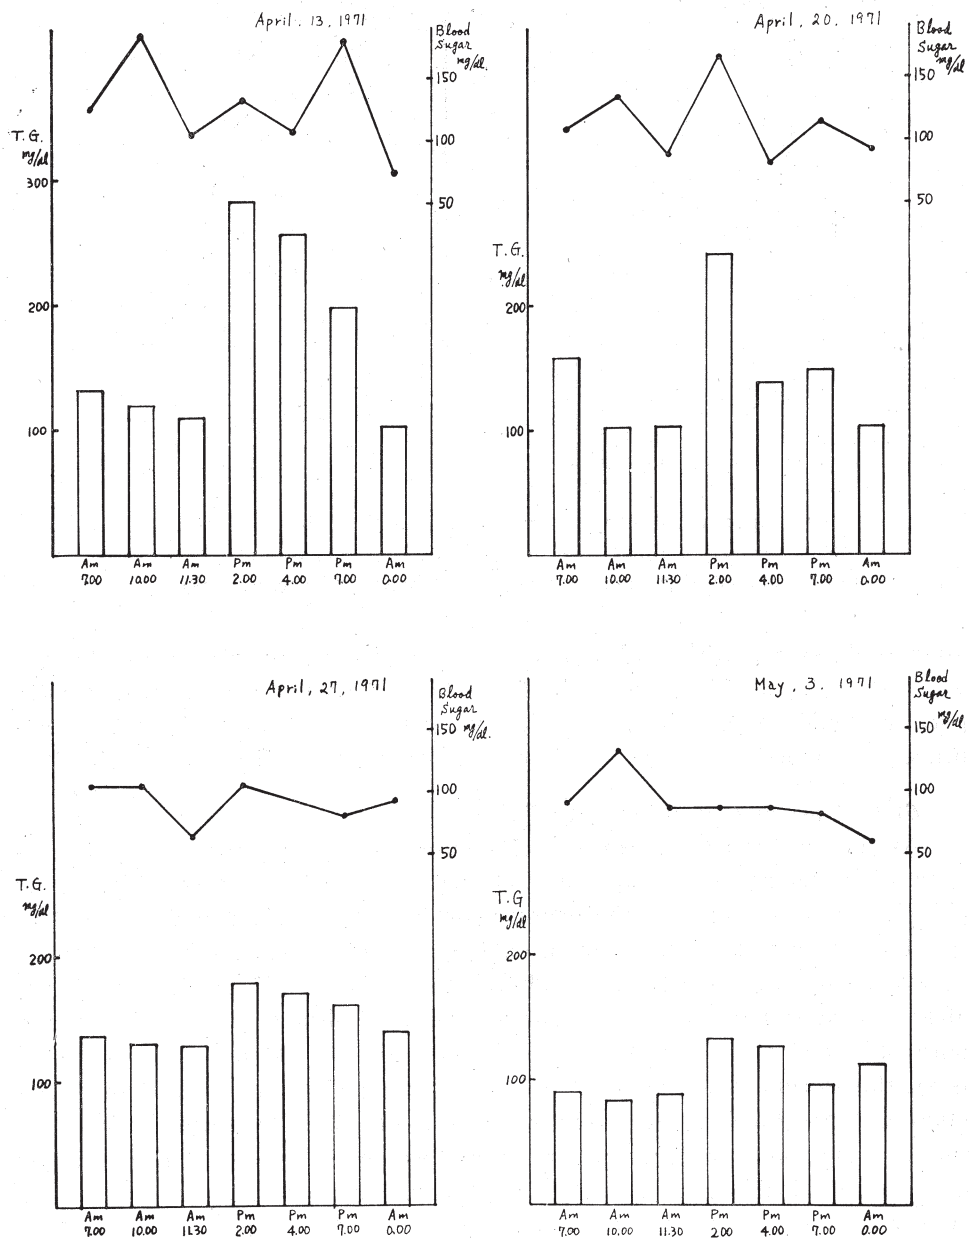 April, 13, 1971
Blood
Sugar
mg/dl.
150
100
50
T.G.
mg/dl
300
200
100
Am Am Am Pm Pm Pm Am
7.00 10.00 11.30 2.00 4.00 7.00 0.00
April, 20, 1971
Blood
Sugar
mg/dl
150
100
50
T.G.
mg/dl
200
100
Am Am Am Pm Pm Pm Am
7.00 10.00 11.30 2.00 4.00 7.00 0.00
April, 27, 1971
Blood
Sugar
150 mg/dl.
100
50
T.G.
mg/dl
200
100
Am Am Am Pm Pm Pm Am
7.00 10.00 11.30 2.00 4.00 7.00 0.00
May, 3. 1971
Blood
Sugar
mg/dl
150
100
50
T.G
mg/dl
200
100
Am Am Am Pm Pm Pm Am
7.00 10.00 11.30 2.00 4.00 7.00 0.00